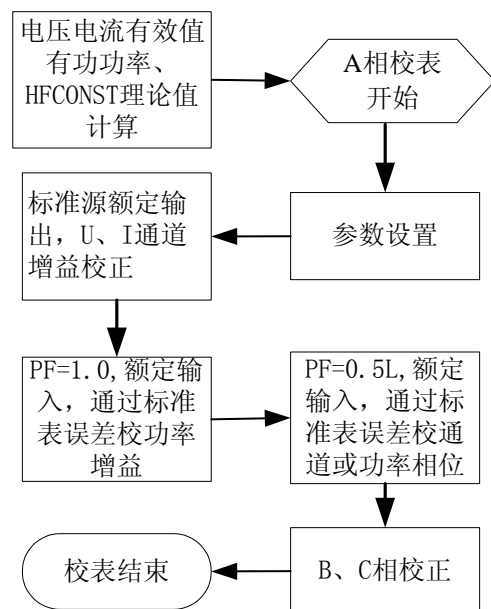 电压电流有效值
有功功率、
HFCONST理论值
计算
A相校表
开始
参数设置
标准源额定输
出，U、I通道
增益校正
PF=1.0,额定输
入，通过标准
表误差校功率
增益
PF=0.5L,额定
输入，通过标
准表误差校通
道或功率相位
B、C相校正
校表结束